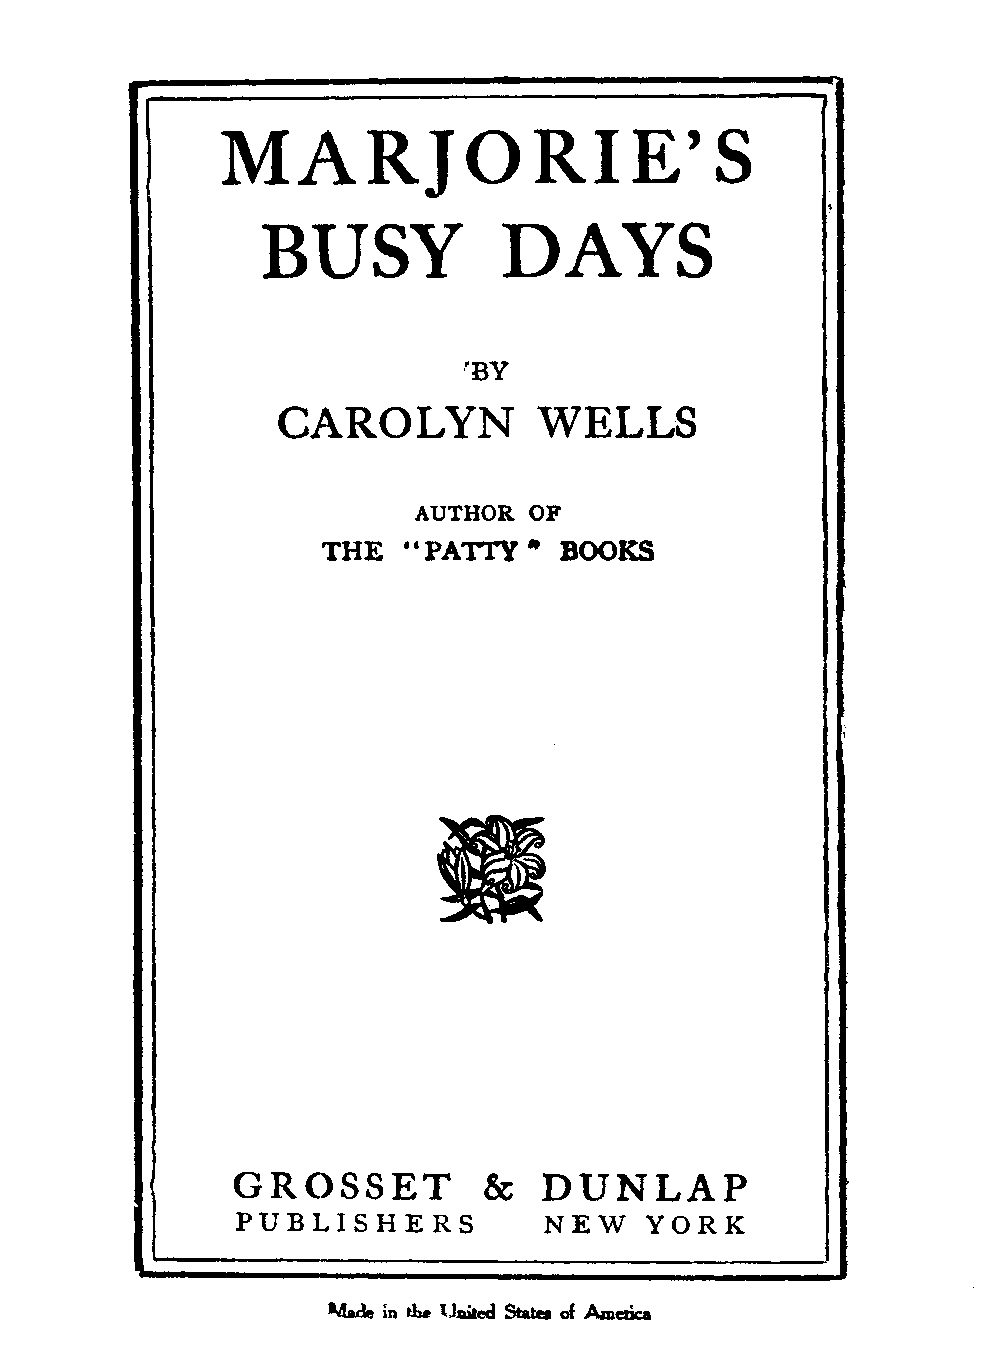 MARJORIE'S
BUSY DAYS
BY
CAROLYN WELLS
AUTHOR OF
THE "PATTY" BOOKS
GROSSET & DUNLAP
PUBLISHERS NEW YORK
Made in the United States of America